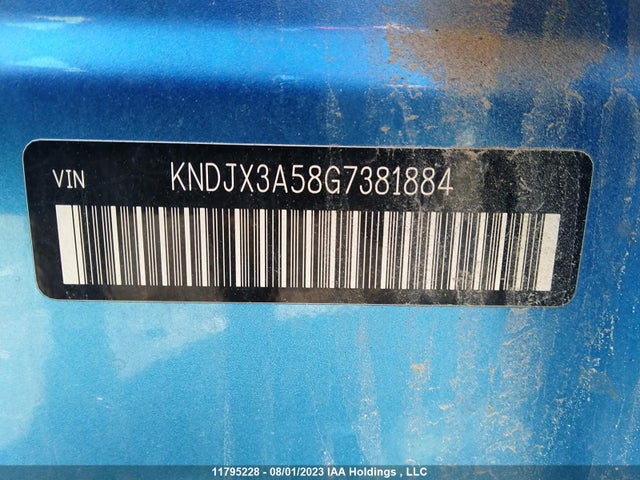 VIN KNDJX3A58G7381884
11795228 - 08/01/2023 IAA Holdings , LLC